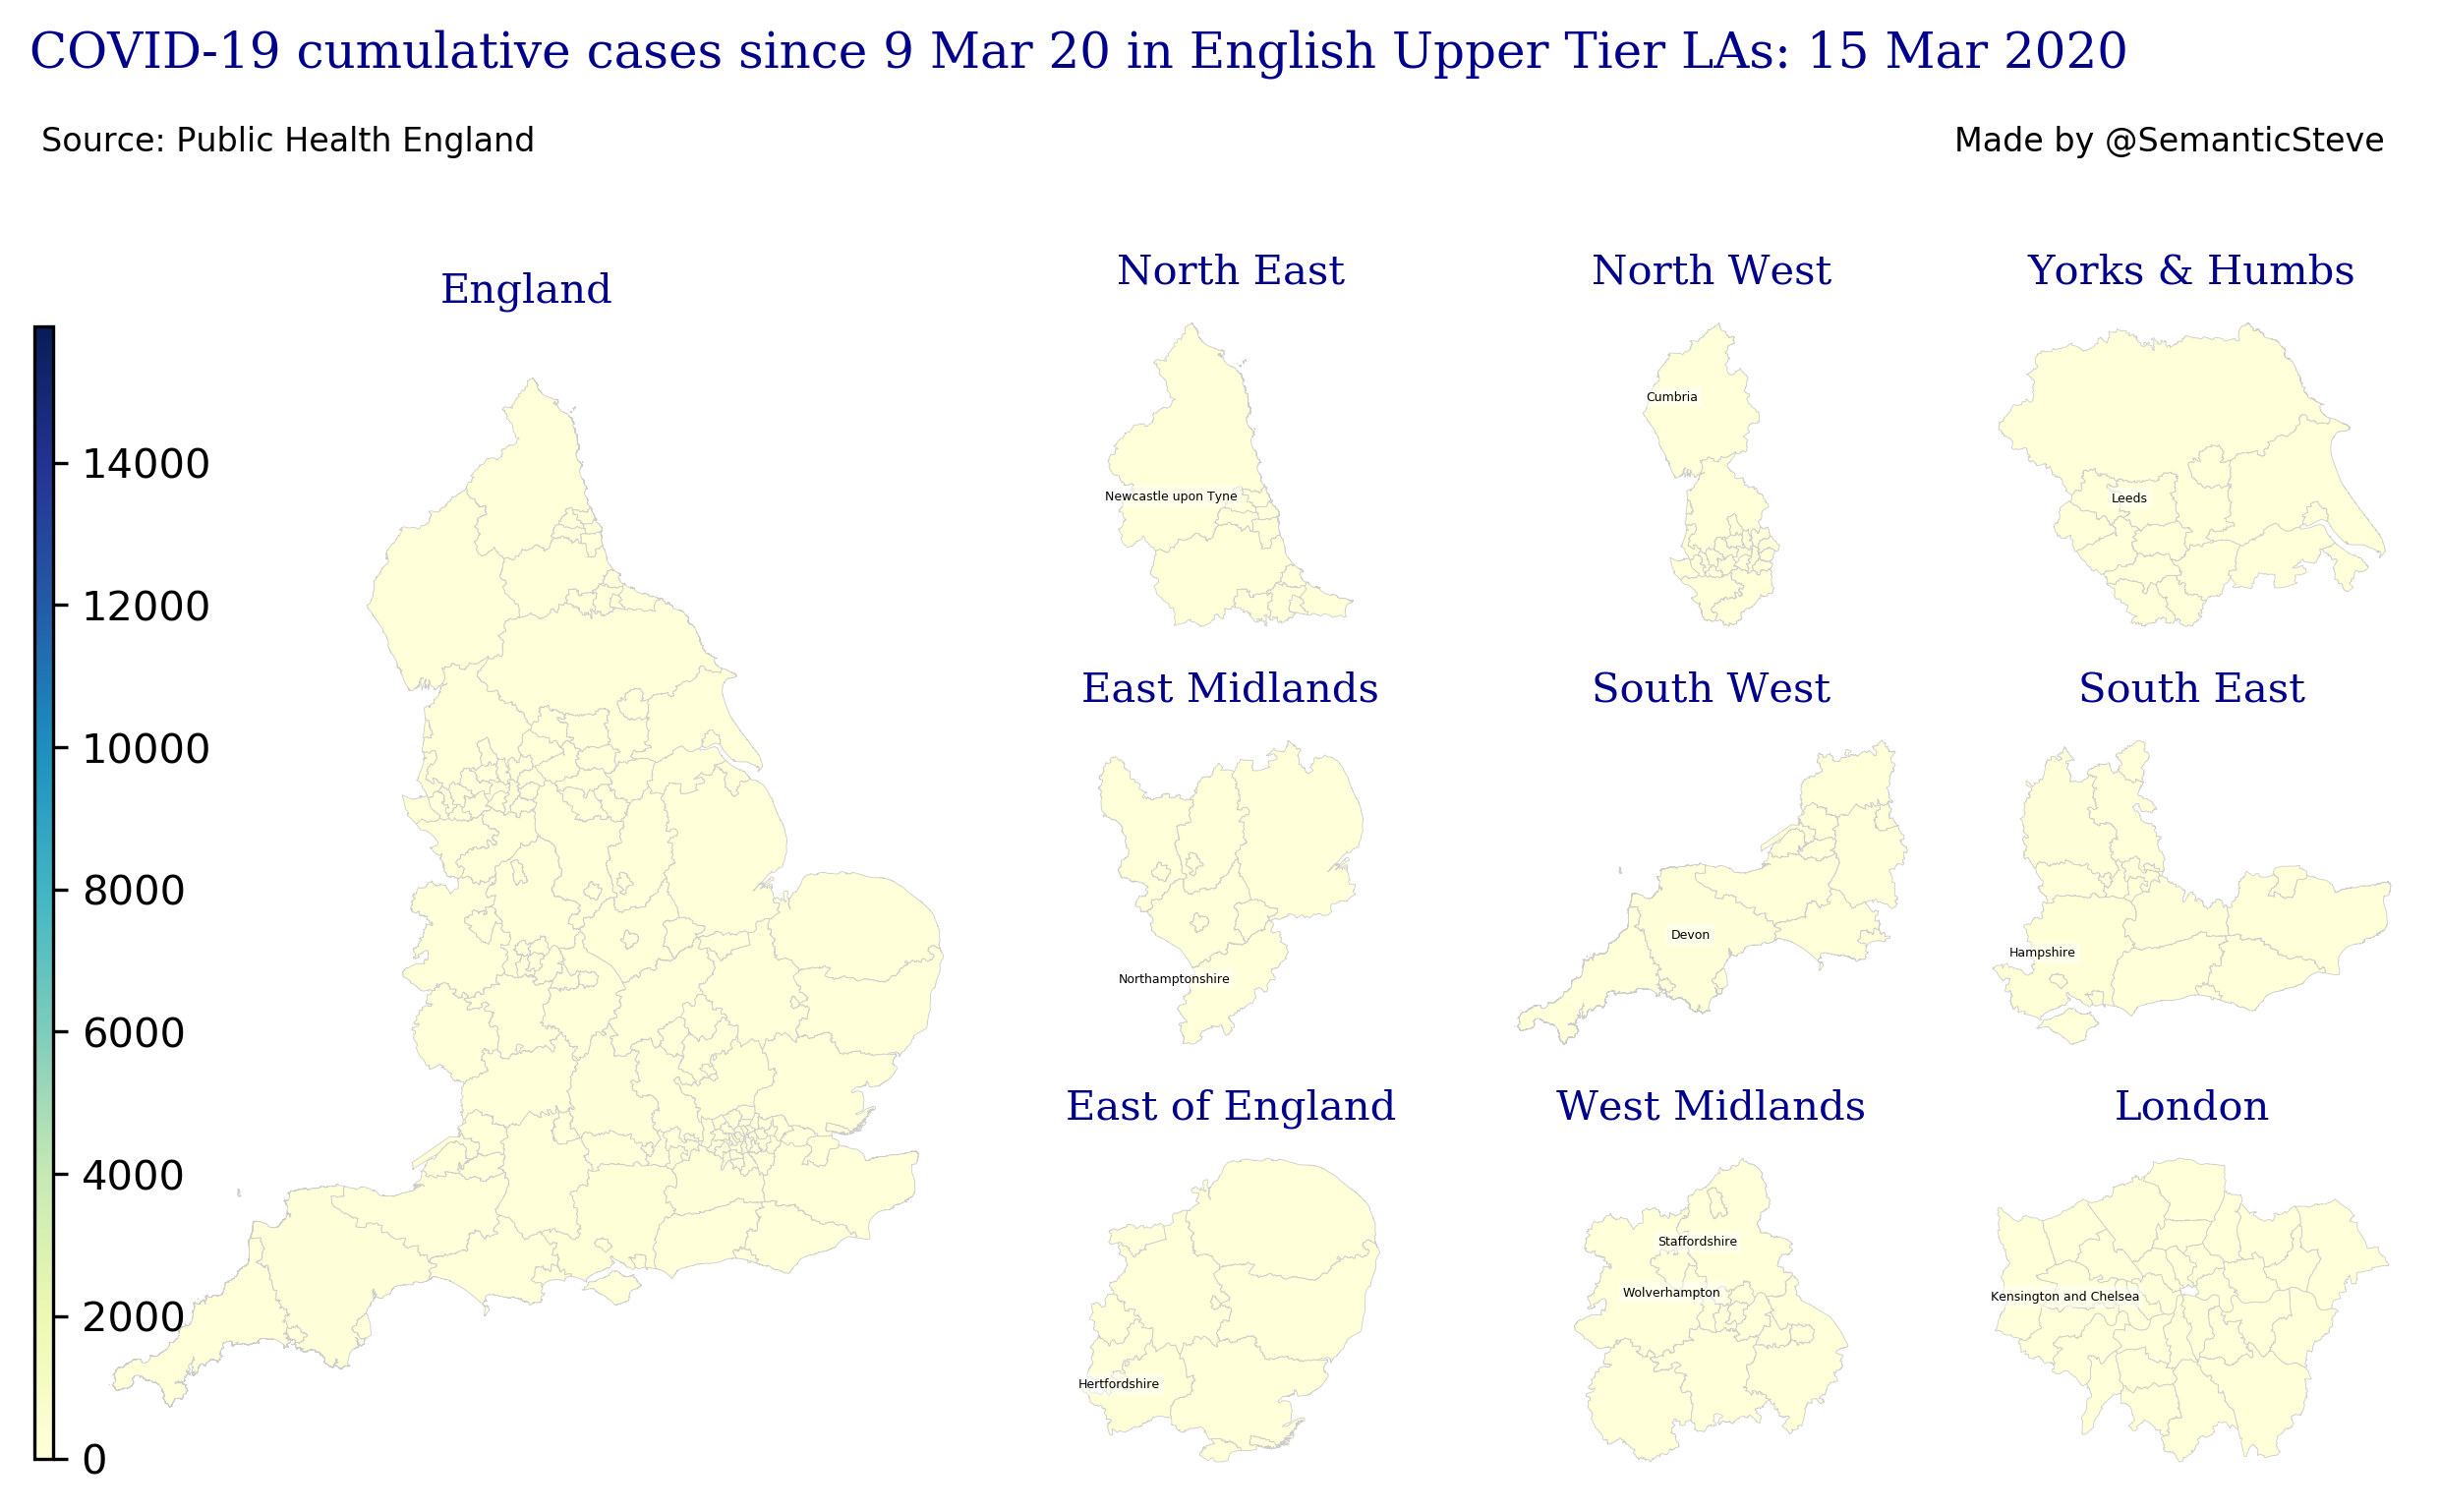 COVID-19 cumulative cases since 9 Mar 20 in English Upper Tier LAs: 15 Mar 2020
Source: Public Health England
Made by @SemanticSteve
England
14000
12000
10000
8000
6000
4000
2000
0
North East
Newcastle upon Tyne
North West
Cumbria
Yorks & Humbs
Leeds
East Midlands
Northamptonshire
South West
Devon
South East
Hampshire
East of England
Hertfordshire
West Midlands
Staffordshire
Wolverhampton
London
Kensington and Chelsea